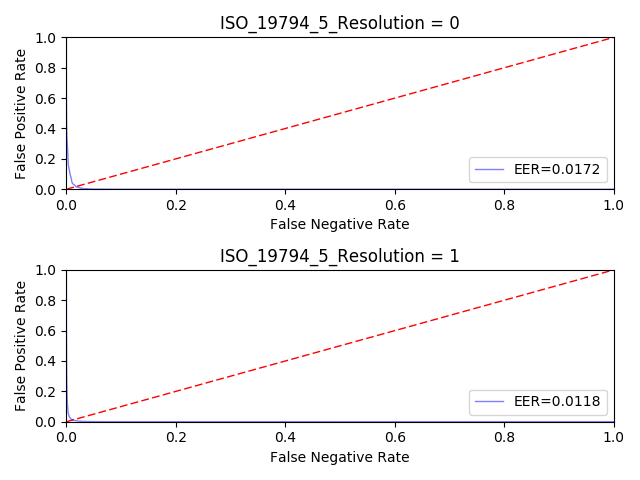 ISO_19794_5_Resolution = 0
1.0
0.8
0.6
0.4
0.2
0.0
False Positive Rate
EER=0.0172
0.0 0.2 0.4 0.6 0.8 1.0
False Negative Rate
ISO_19794_5_Resolution = 1
1.0
0.8
0.6
0.4
0.2
0.0
False Positive Rate
EER=0.0118
0.0 0.2 0.4 0.6 0.8 1.0
False Negative Rate